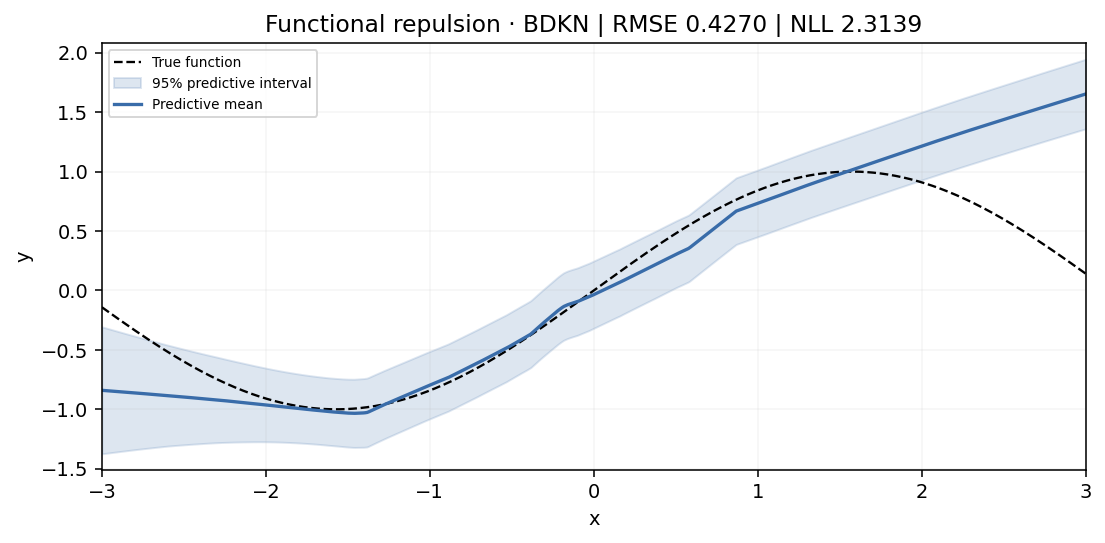 Functional repulsion · BDKN | RMSE 0.4270 | NLL 2.3139
True function
95% predictive interval
Predictive mean
2.0
1.5
1.0
0.5
0.0
−0.5
−1.0
−1.5
y
−3 −2 −1 0 1 2 3
x